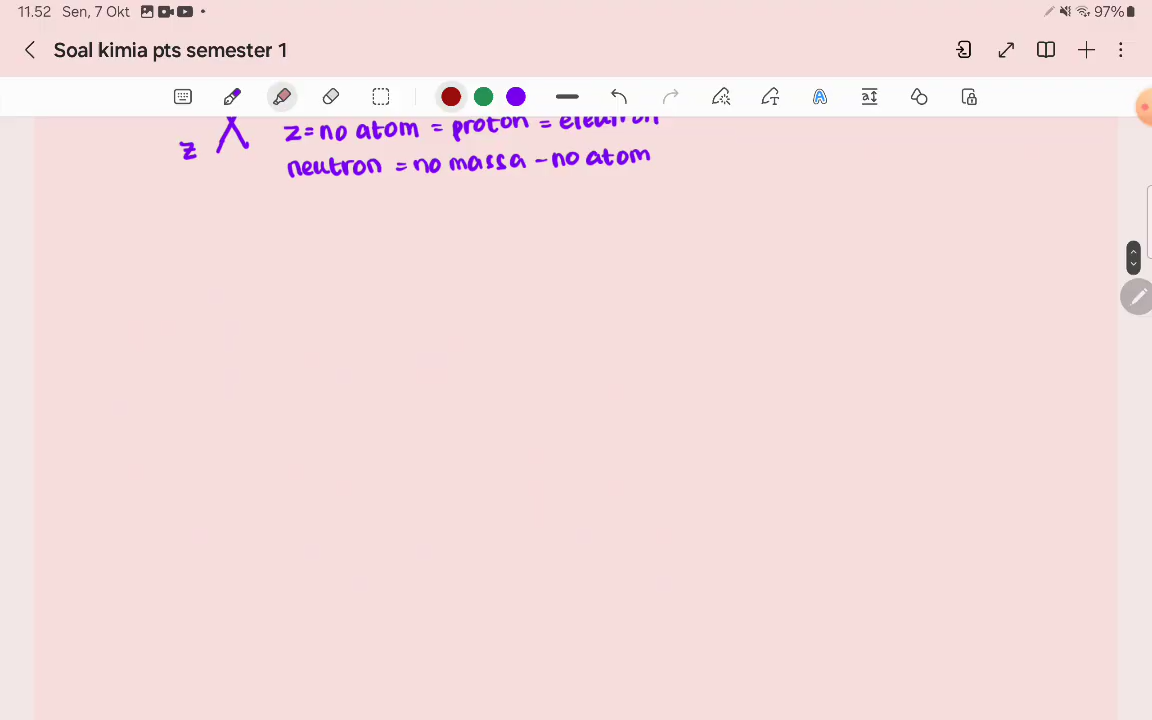 11.52 Sen, 7 Okt
97%
Soal kimia pts semester 1
z = no atom = proton = elektron
z
neutron = no massa - no atom